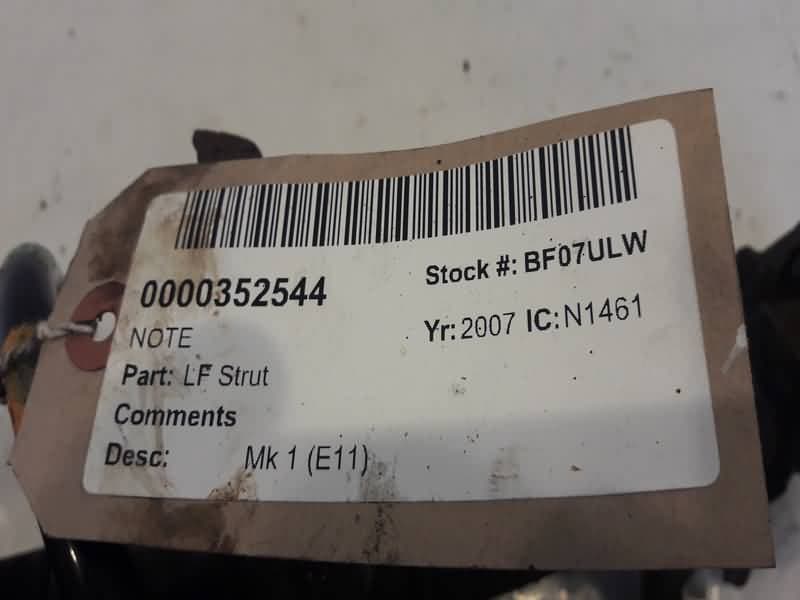 0000352544
Stock #: BF07ULW
NOTE
Yr: 2007 IC: N1461
Part: LF Strut
Comments
Desc: Mk 1 (E11)